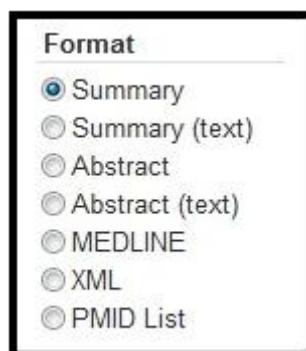 Format
Summary
Summary (text)
Abstract
Abstract (text)
MEDLINE
XML
PMID List